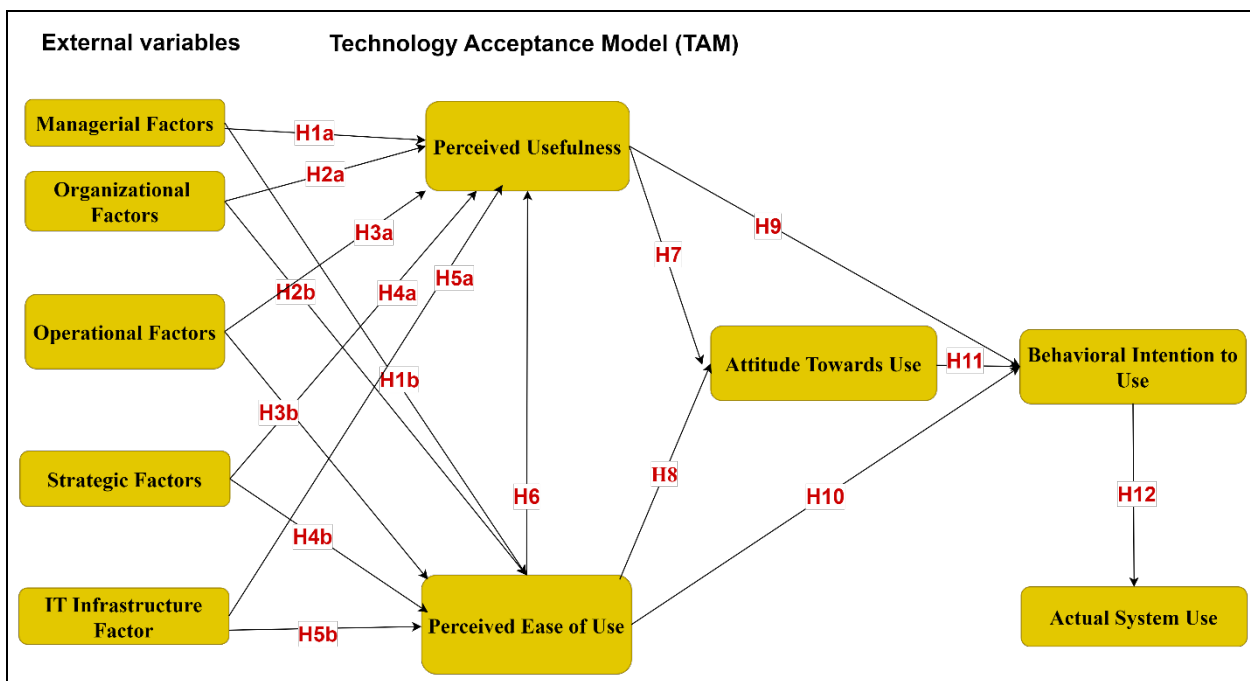 External variables
Technology Acceptance Model (TAM)
Managerial Factors
H1a
Perceived Usefulness
H2a
Organizational
Factors
H3a
H9
H7
H2b
H4a
H5a
Operational Factors
Attitude Towards Use
H11
Behavioral Intention to
Use
H1b
H3b
Strategic Factors
H8
H6
H10
H12
H4b
IT Infrastructure
Factor
H5b
Perceived Ease of Use
Actual System Use